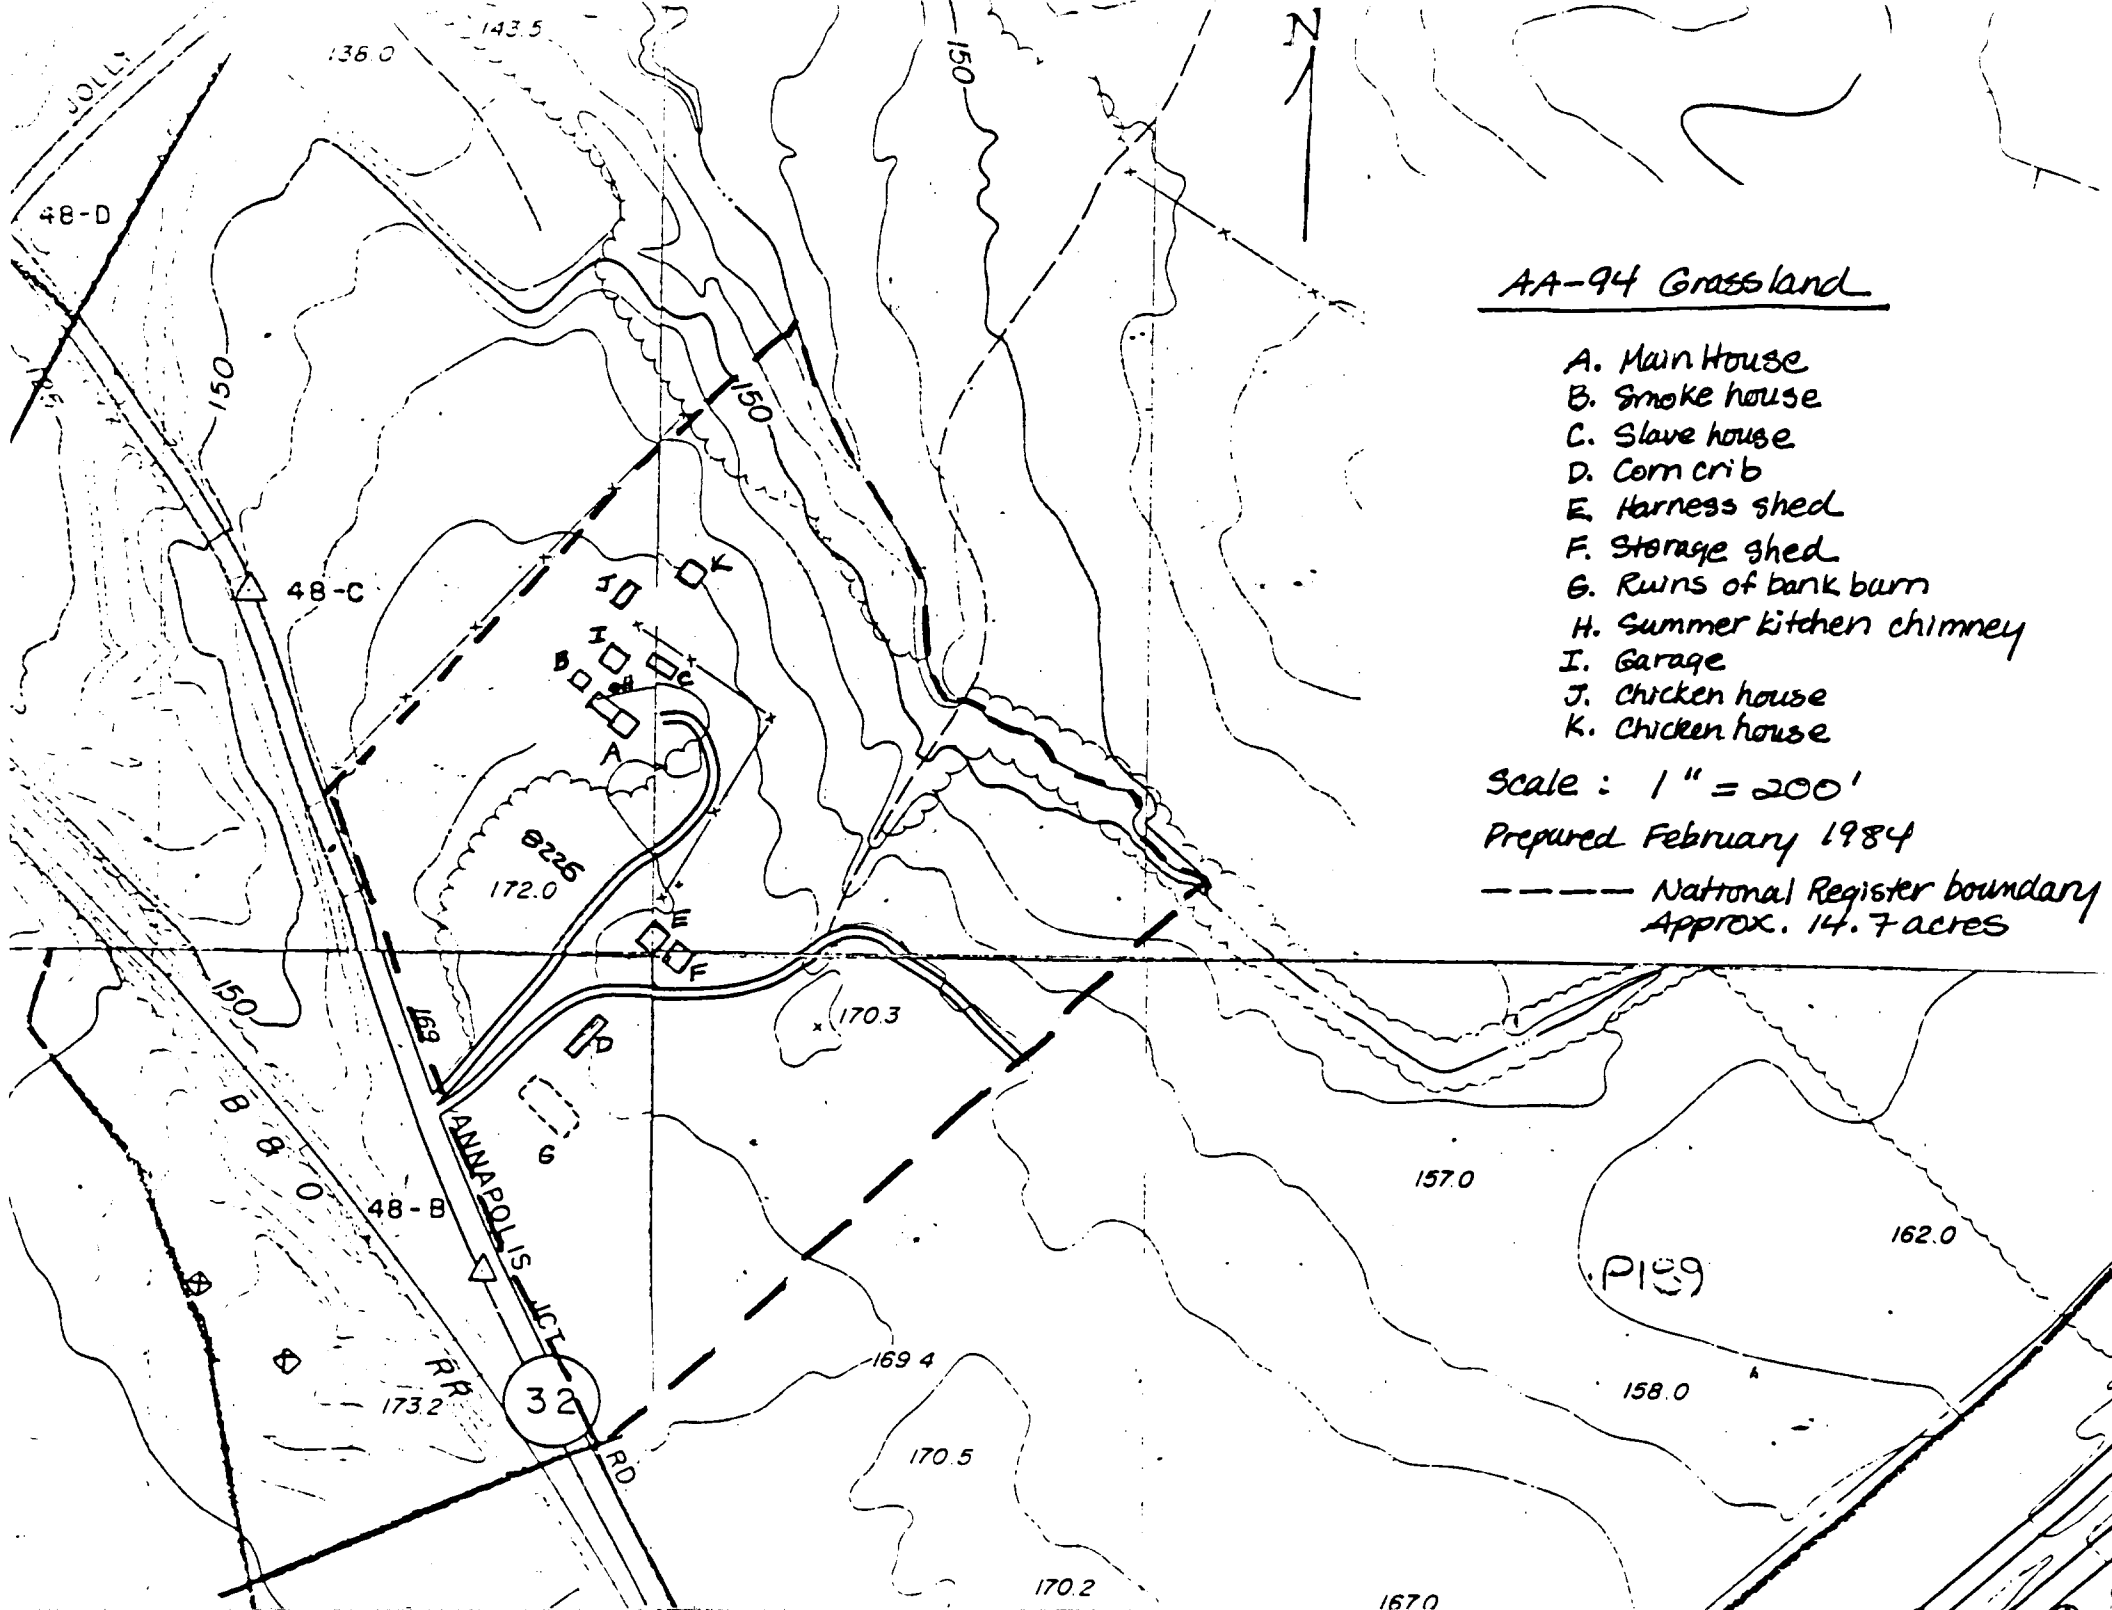 143.5
138.0
JOLLY
150
N
48-D
AA-94 Grassland
A. Main House
B. Smoke house
C. Slave house
D. Corn crib
E. Harness shed
F. Storage shed
G. Ruins of bank barn
H. Summer kitchen chimney
I. Garage
J. Chicken house
K. Chicken house
Scale: 1" = 200'
Prepared February 1984
National Register boundary
Approx. 14.7 acres
150
150
48-C
J
K
I
B
H
C
A
8226
172.0
E
F
150
169
170.3
D
G
B & O
RR
48-B
ANNAPOLIS JCT
RD
32
157.0
162.0
P189
169.4
158.0
173.2
170.5
170.2
167.0